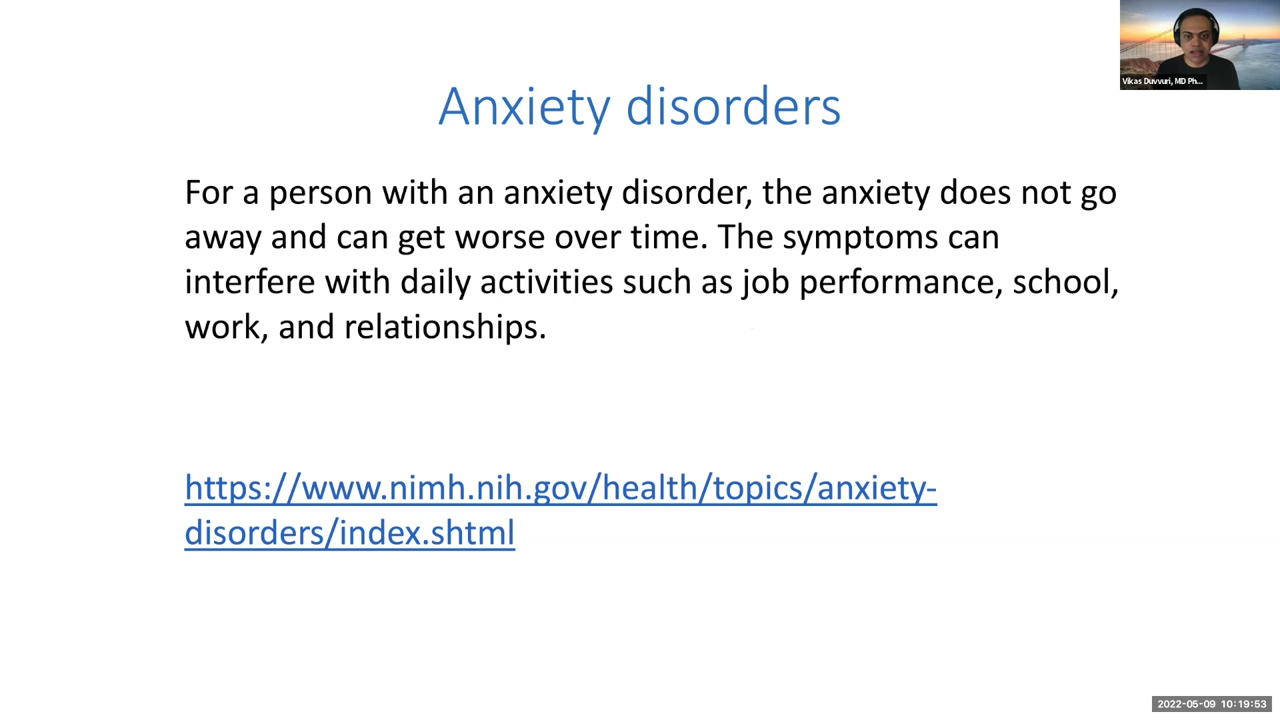 Vikas Duvvuri, MD Ph...
Anxiety disorders
For a person with an anxiety disorder, the anxiety does not go
away and can get worse over time. The symptoms can
interfere with daily activities such as job performance, school,
work, and relationships.
https://www.nimh.nih.gov/health/topics/anxiety-
disorders/index.shtml
2022-05-09 10:19:53